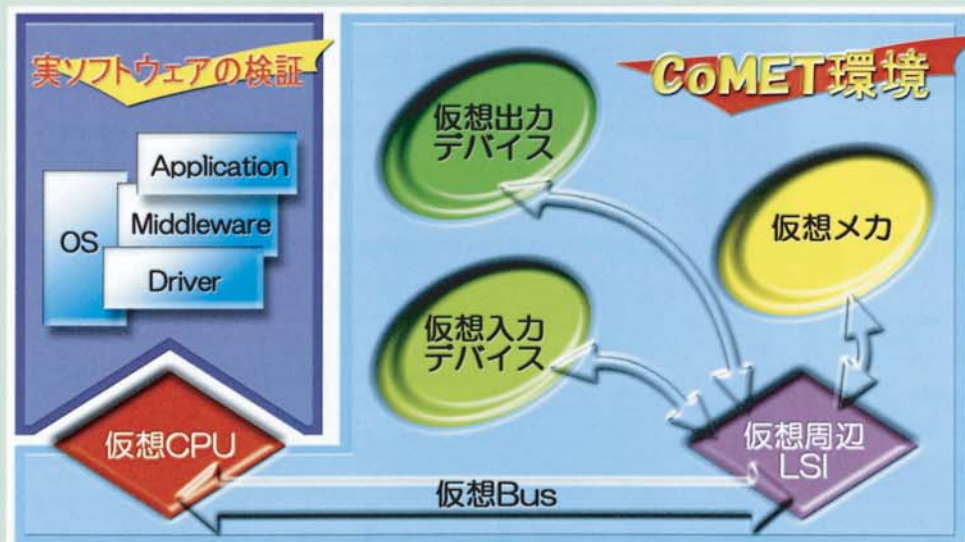 実ソフトウェアの検証
Application
OS
Middleware
Driver
仮想CPU
CoMET環境
仮想出力
デバイス
仮想メカ
仮想入力
デバイス
仮想周辺
LSI
仮想Bus